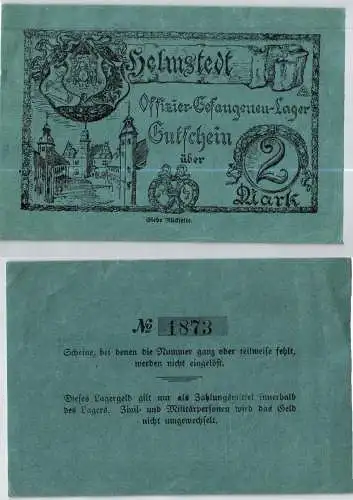 Helmstedt
Offizier-Gefangenen-Lager
Gutschein
über
2
Mark
Siehe Rückseite.
№ 1873
Scheine, bei denen die Nummer ganz oder teilweise fehlt,
werden nicht eingelöst.
Dieses Lagergeld gilt nur als Zahlungsmittel innerhalb
des Lagers. Zivil- und Militärpersonen wird das Geld
nicht umgewechselt.